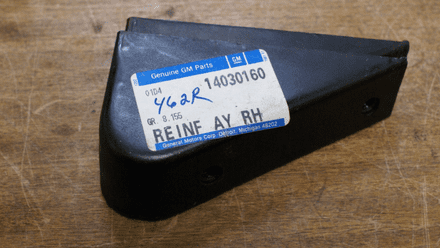 Genuine GM Parts GM
0104 14030160
462R
GR. 8.155
REINF AY RH
General Motors Corp. Detroit, Michigan 48202